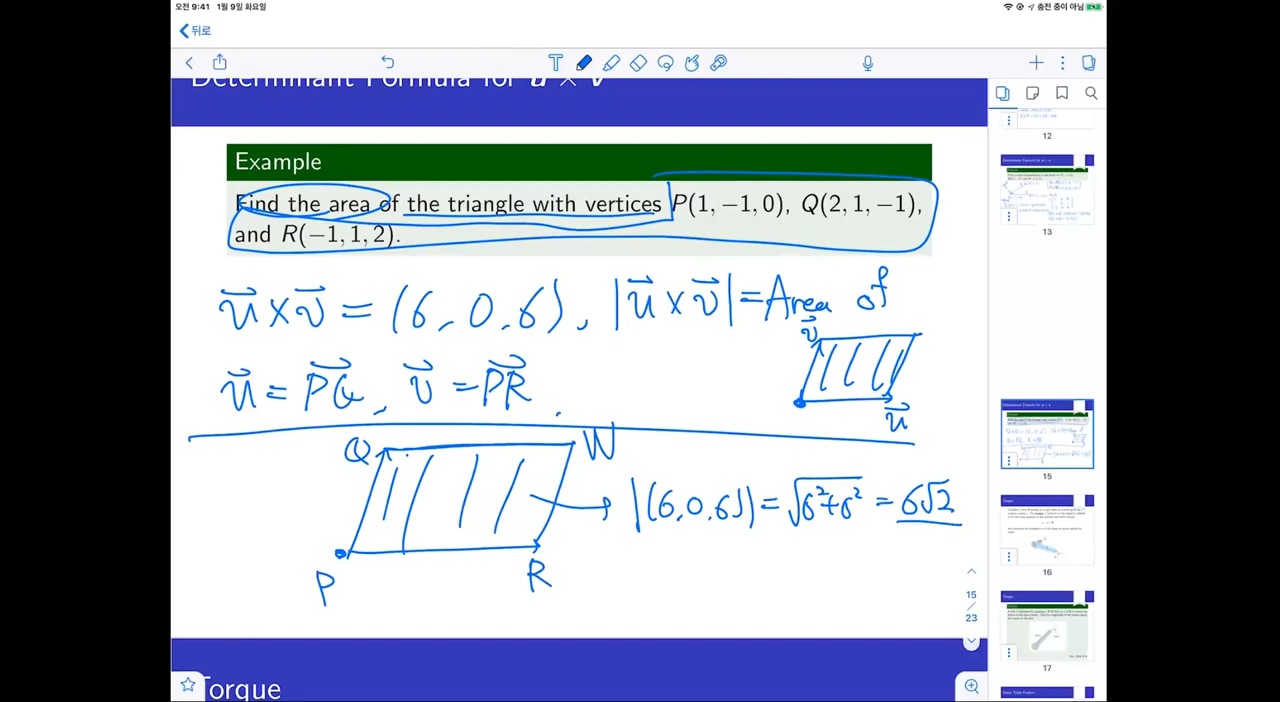 오전 9:41 1월 9일 화요일
충전 중이 아님
뒤로
Determinant Formula for u × v
Example
Find the area of the triangle with vertices P(1, −1, 0), Q(2, 1, −1),
and R(−1, 1, 2).
u⃗ × v⃗ = (6, 0, 6), |u⃗ × v⃗| = Area of
v⃗
u⃗ = PQ⃗, v⃗ = PR⃗.
u⃗
Q W
|(6,0,6)| = √6²+6² = 6√2
P R
15
/
23
Torque
12
13
15
16
17